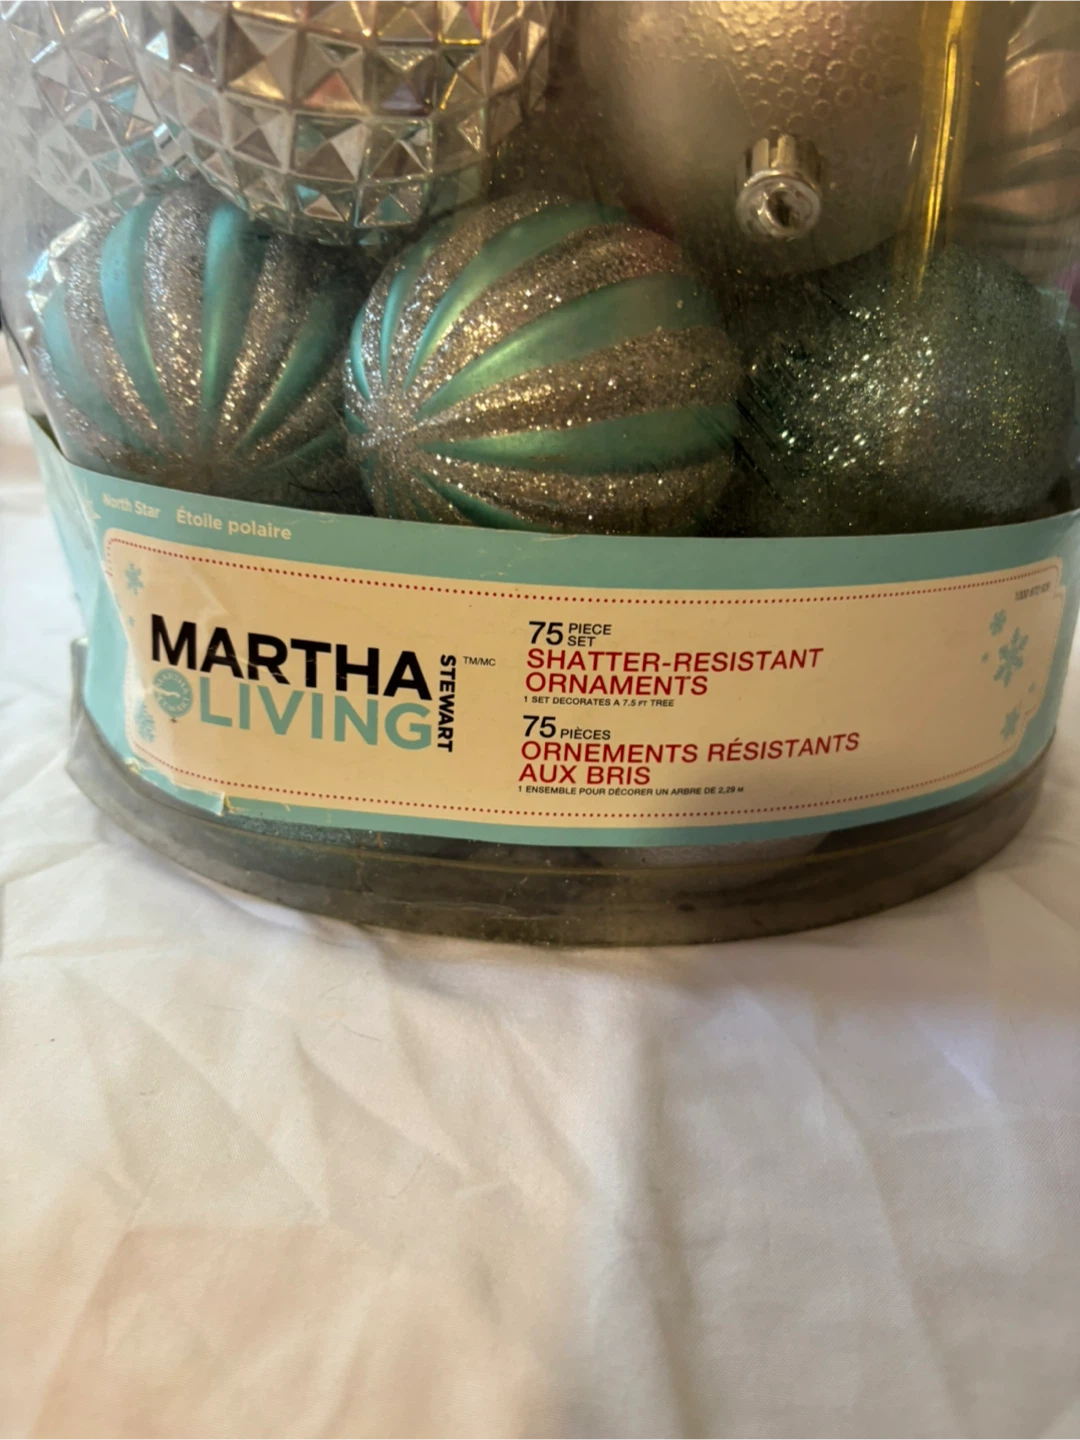 North Star Étoile polaire
MARTHA
STEWART
LIVING
TM/MC
75 PIECE SET
SHATTER-RESISTANT
ORNAMENTS
1 SET DECORATES A 7.5 FT TREE
75 PIÈCES
ORNEMENTS RÉSISTANTS
AUX BRIS
1 ENSEMBLE POUR DÉCORER UN ARBRE DE 2,29 M